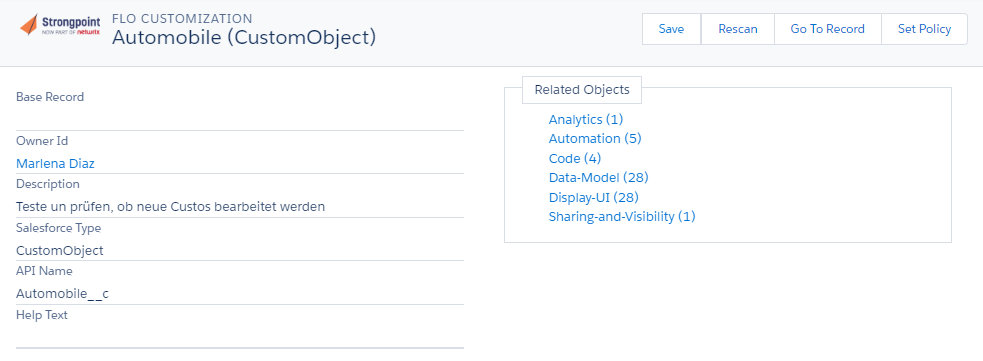 Strongpoint
NOW PART OF netwrix
FLO CUSTOMIZATION
Automobile (CustomObject)
Save
Rescan
Go To Record
Set Policy
Base Record
Owner Id
Marlena Diaz
Description
Teste un prüfen, ob neue Custos bearbeitet werden
Salesforce Type
CustomObject
API Name
Automobile__c
Help Text
Related Objects
Analytics (1)
Automation (5)
Code (4)
Data-Model (28)
Display-UI (28)
Sharing-and-Visibility (1)